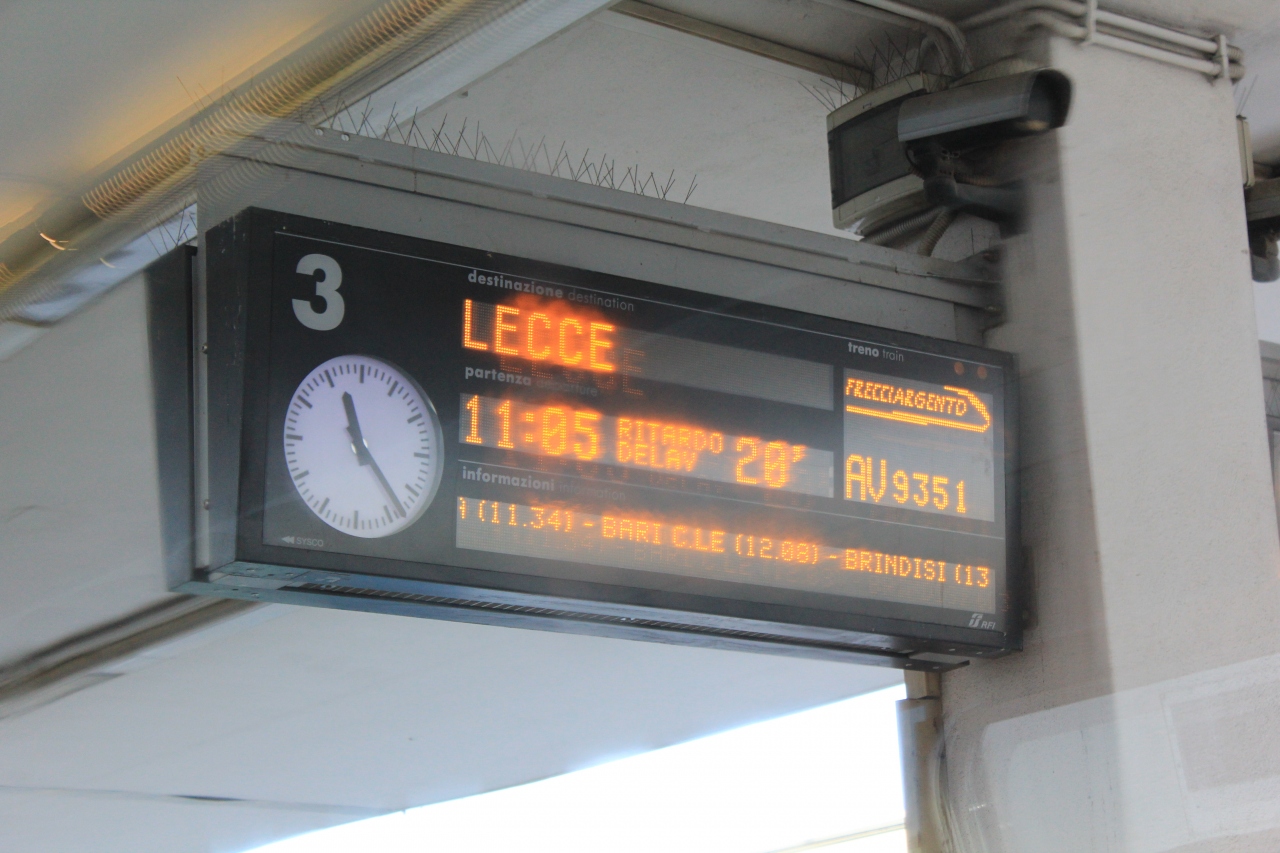 3
destinazione destination
LECCE
partenza departure
11:05 RITARDO DELAY 20'
treno train
FRECCIARGENTO
AV9351
informazioni information
(11.34) - BARI C.LE (12.08) - BRINDISI (13
SYSCO
RFI